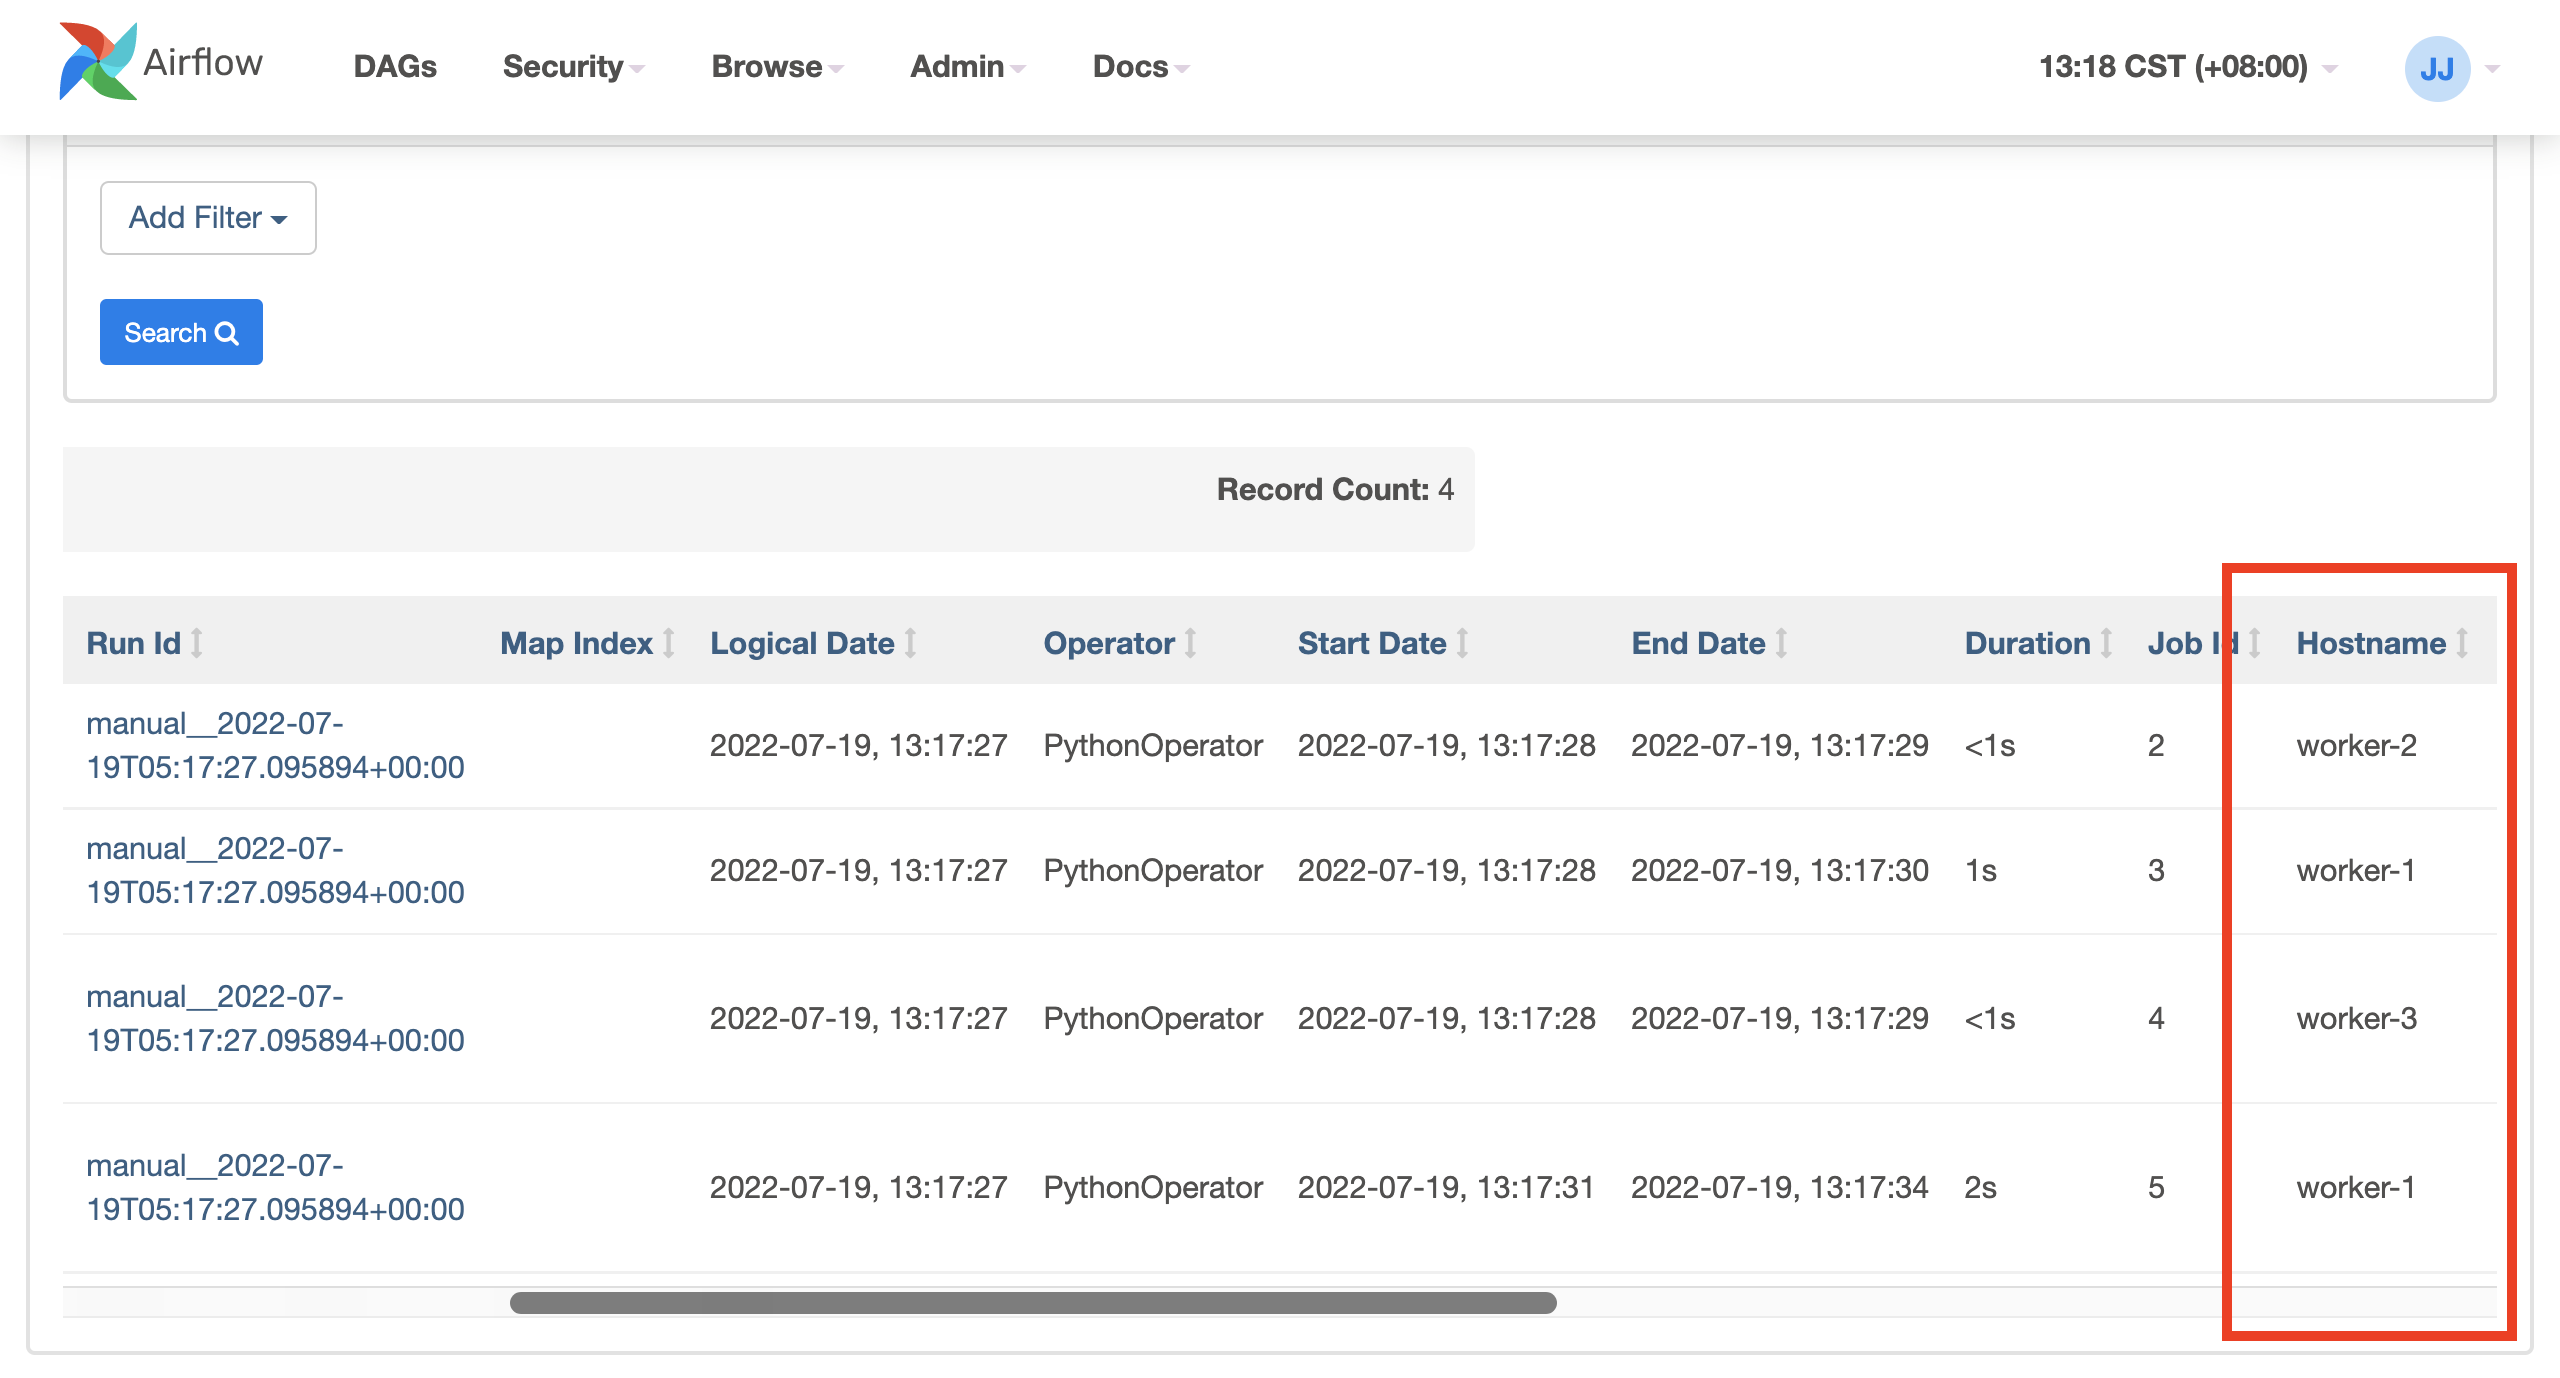 Airflow DAGs Security Browse Admin Docs 13:18 CST (+08:00) JJ
Add Filter
Search
Record Count: 4
Run Id Map Index Logical Date Operator Start Date End Date Duration Job Id Hostname
manual__2022-07-
19T05:17:27.095894+00:00 2022-07-19, 13:17:27 PythonOperator 2022-07-19, 13:17:28 2022-07-19, 13:17:29 <1s 2 worker-2
manual__2022-07-
19T05:17:27.095894+00:00 2022-07-19, 13:17:27 PythonOperator 2022-07-19, 13:17:28 2022-07-19, 13:17:30 1s 3 worker-1
manual__2022-07-
19T05:17:27.095894+00:00 2022-07-19, 13:17:27 PythonOperator 2022-07-19, 13:17:28 2022-07-19, 13:17:29 <1s 4 worker-3
manual__2022-07-
19T05:17:27.095894+00:00 2022-07-19, 13:17:27 PythonOperator 2022-07-19, 13:17:31 2022-07-19, 13:17:34 2s 5 worker-1